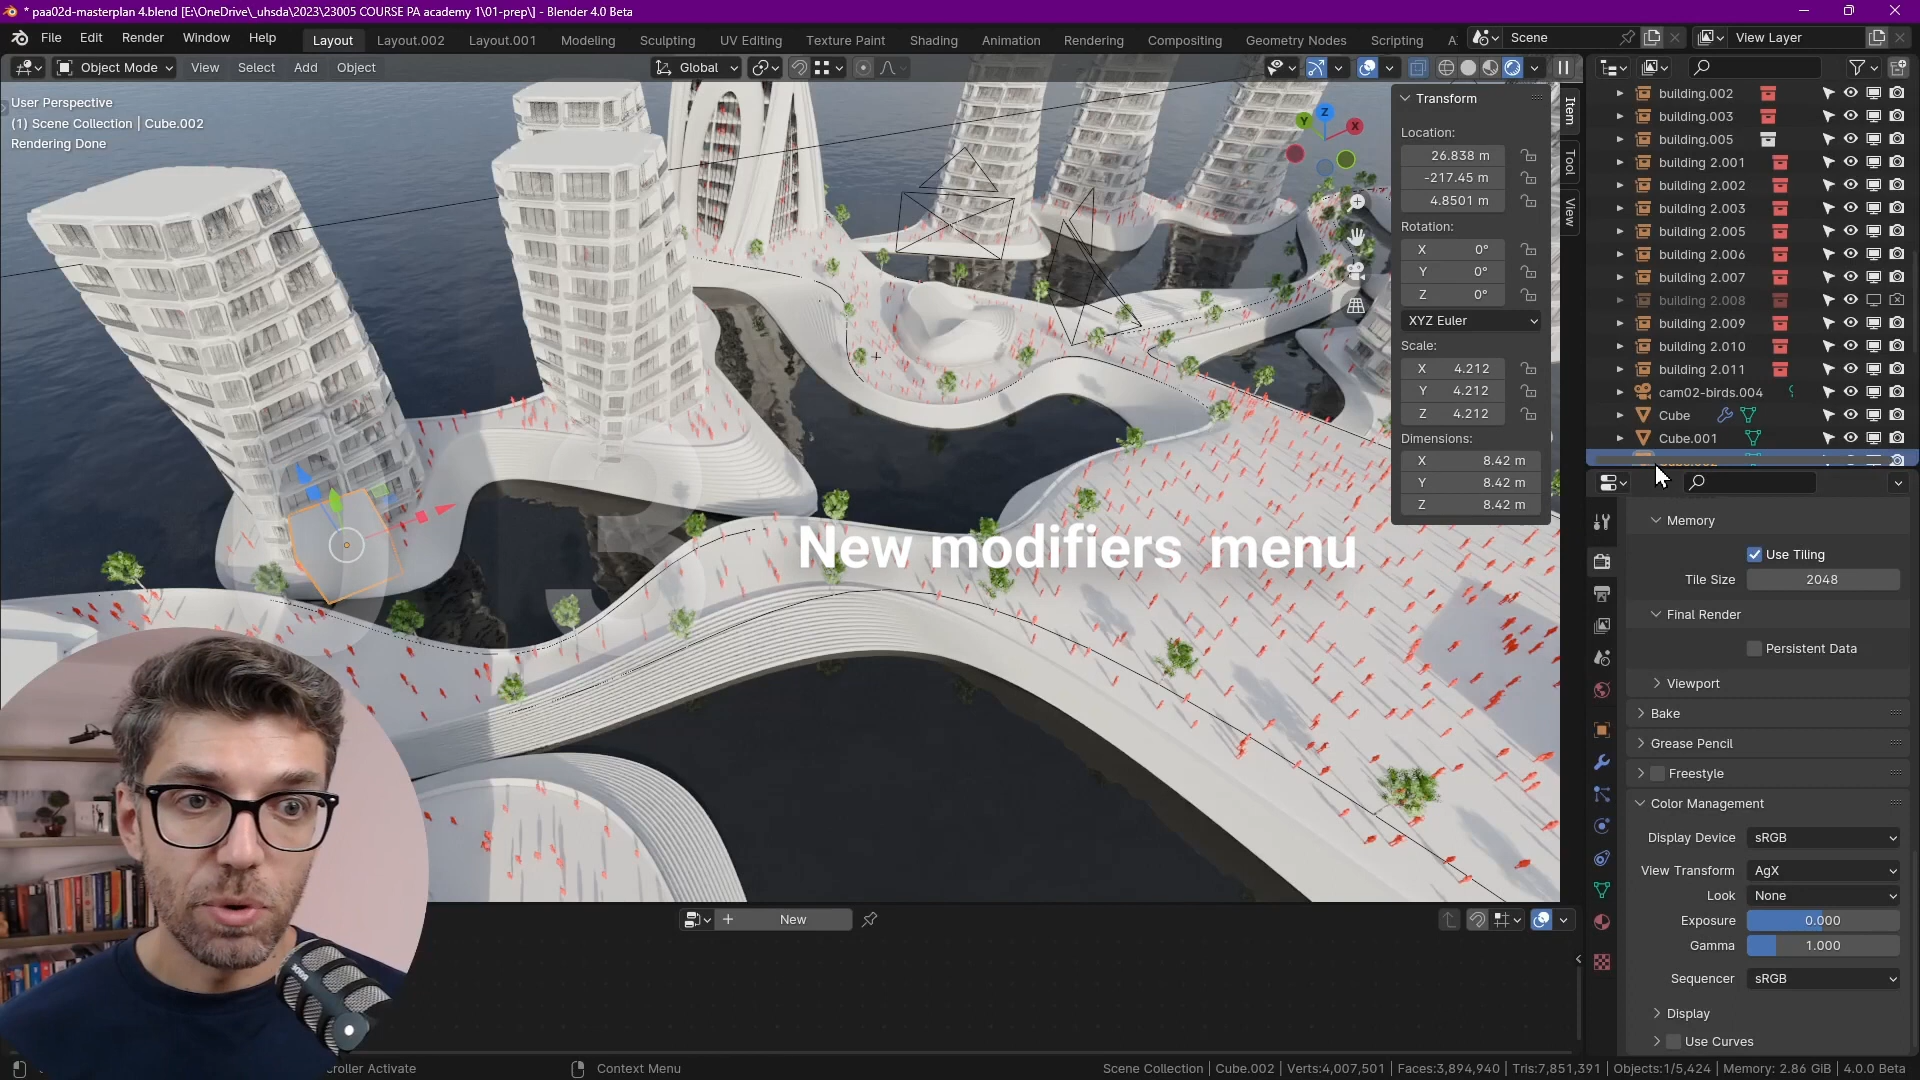 * paa02d-masterplan 4.blend [E:\OneDrive\_uhsda\2023\23005 COURSE PA academy 1\01-prep\] - Blender 4.0 Beta
File Edit Render Window Help Layout Layout.002 Layout.001 Modeling Sculpting UV Editing Texture Paint Shading Animation Rendering Compositing Geometry Nodes Scripting Scene View Layer
Object Mode View Select Add Object Global
User Perspective
(1) Scene Collection | Cube.002
Rendering Done
Transform
Location:
26.838 m
-217.45 m
4.8501 m
Rotation:
X 0°
Y 0°
Z 0°
XYZ Euler
Scale:
X 4.212
Y 4.212
Z 4.212
Dimensions:
X 8.42 m
Y 8.42 m
Z 8.42 m
Item
Tool
View
Z
Y
X
New modifiers menu
building.002
building.003
building.005
building 2.001
building 2.002
building 2.003
building 2.005
building 2.006
building 2.007
building 2.008
building 2.009
building 2.010
building 2.011
cam02-birds.004
Cube
Cube.001
Memory
Use Tiling
Tile Size 2048
Final Render
Persistent Data
Viewport
Bake
Grease Pencil
Freestyle
Color Management
Display Device sRGB
View Transform AgX
Look None
Exposure 0.000
Gamma 1.000
Sequencer sRGB
Display
Use Curves
New
Context Menu
Scene Collection | Cube.002 | Verts:4,007,501 | Faces:3,894,940 | Tris:7,851,391 | Objects:1/5,424 | Memory: 2.86 GiB | 4.0.0 Beta